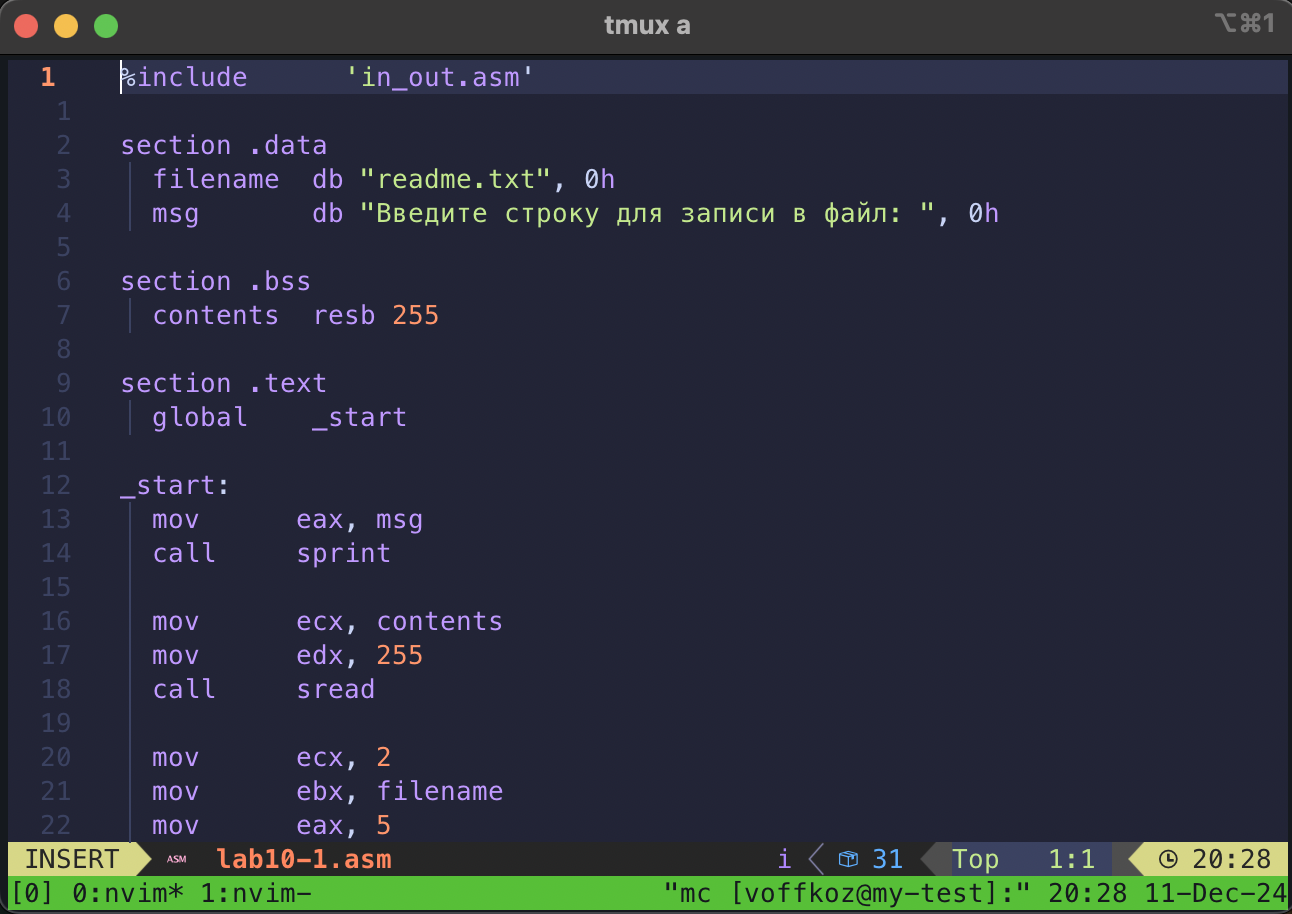 tmux a ⌥⌘1
1 %include 'in_out.asm'
1
2 section .data
3 filename db "readme.txt", 0h
4 msg db "Введите строку для записи в файл: ", 0h
5
6 section .bss
7 contents resb 255
8
9 section .text
10 global _start
11
12 _start:
13 mov eax, msg
14 call sprint
15
16 mov ecx, contents
17 mov edx, 255
18 call sread
19
20 mov ecx, 2
21 mov ebx, filename
22 mov eax, 5
INSERT ASM lab10-1.asm i 31 Top 1:1 20:28
[0] 0:nvim* 1:nvim- "mc [voffkoz@my-test]:" 20:28 11-Dec-24